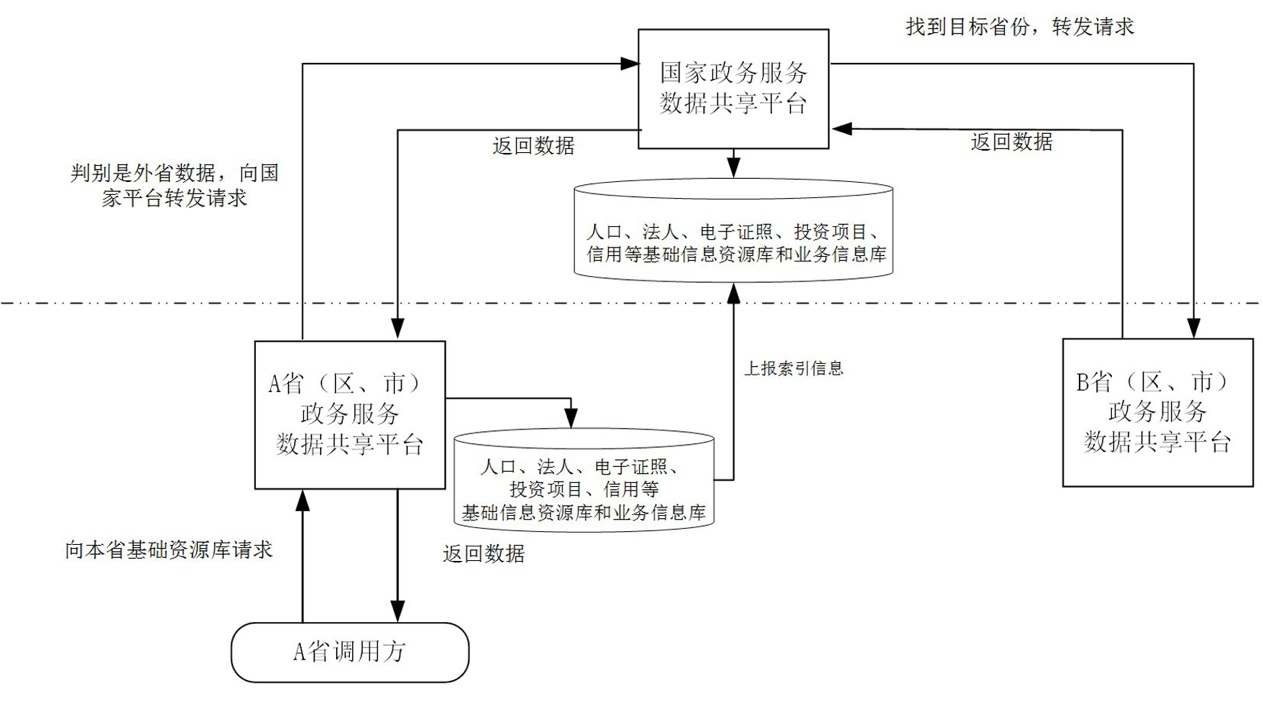 找到目标省份，转发请求
国家政务服务
数据共享平台
返回数据
返回数据
判别是外省数据，向国
家平台转发请求
人口、法人、电子证照、投资项目、
信用等基础信息资源库和业务信息库
上报索引信息
A省（区、市）
政务服务
数据共享平台
B省（区、市）
政务服务
数据共享平台
人口、法人、电子证照、
投资项目、信用等
基础信息资源库和业务信息库
向本省基础资源库请求
返回数据
A省调用方